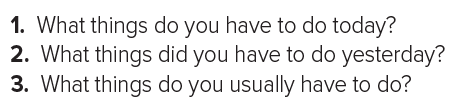 1. What things do you have to do today?
2. What things did you have to do yesterday?
3. What things do you usually have to do?